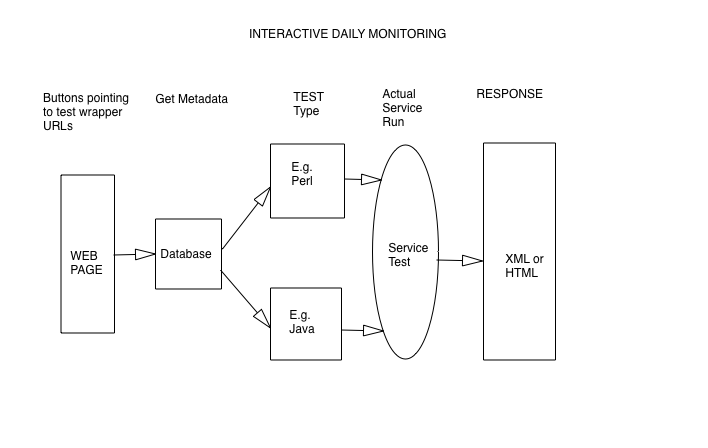 INTERACTIVE DAILY MONITORING
Buttons pointing
to test wrapper
URLs
Get Metadata
TEST
Type
Actual
Service
Run
RESPONSE
WEB
PAGE
Database
E.g.
Perl
E.g.
Java
Service
Test
XML or
HTML